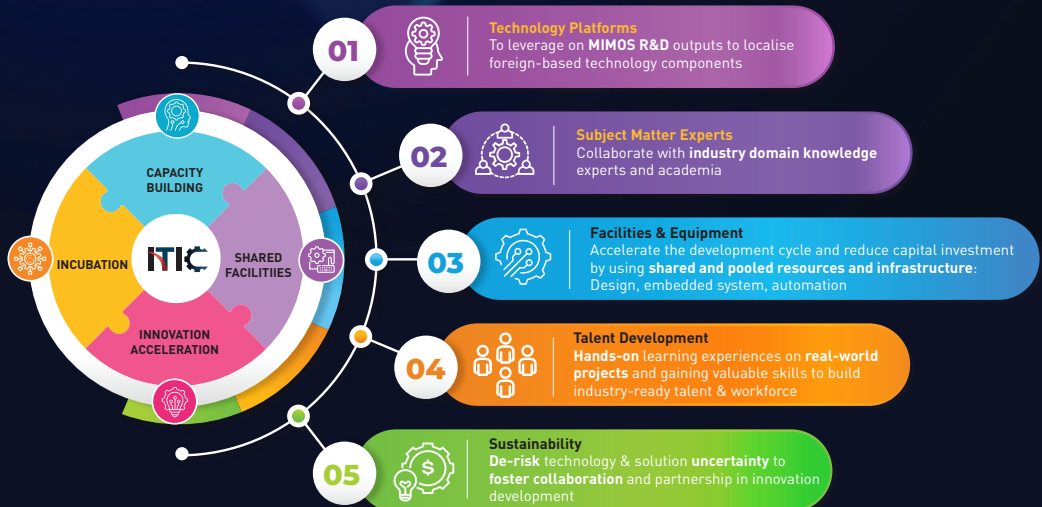 CAPACITY
BUILDING
INCUBATION
ITIC
SHARED
FACILITIIES
INNOVATION
ACCELERATION
01
Technology Platforms
To leverage on MIMOS R&D outputs to localise
foreign-based technology components
02
Subject Matter Experts
Collaborate with industry domain knowledge
experts and academia
03
Facilities & Equipment
Accelerate the development cycle and reduce capital investment
by using shared and pooled resources and infrastructure:
Design, embedded system, automation
04
Talent Development
Hands-on learning experiences on real-world
projects and gaining valuable skills to build
industry-ready talent & workforce
05
$
Sustainability
De-risk technology & solution uncertainty to
foster collaboration and partnership in innovation
development